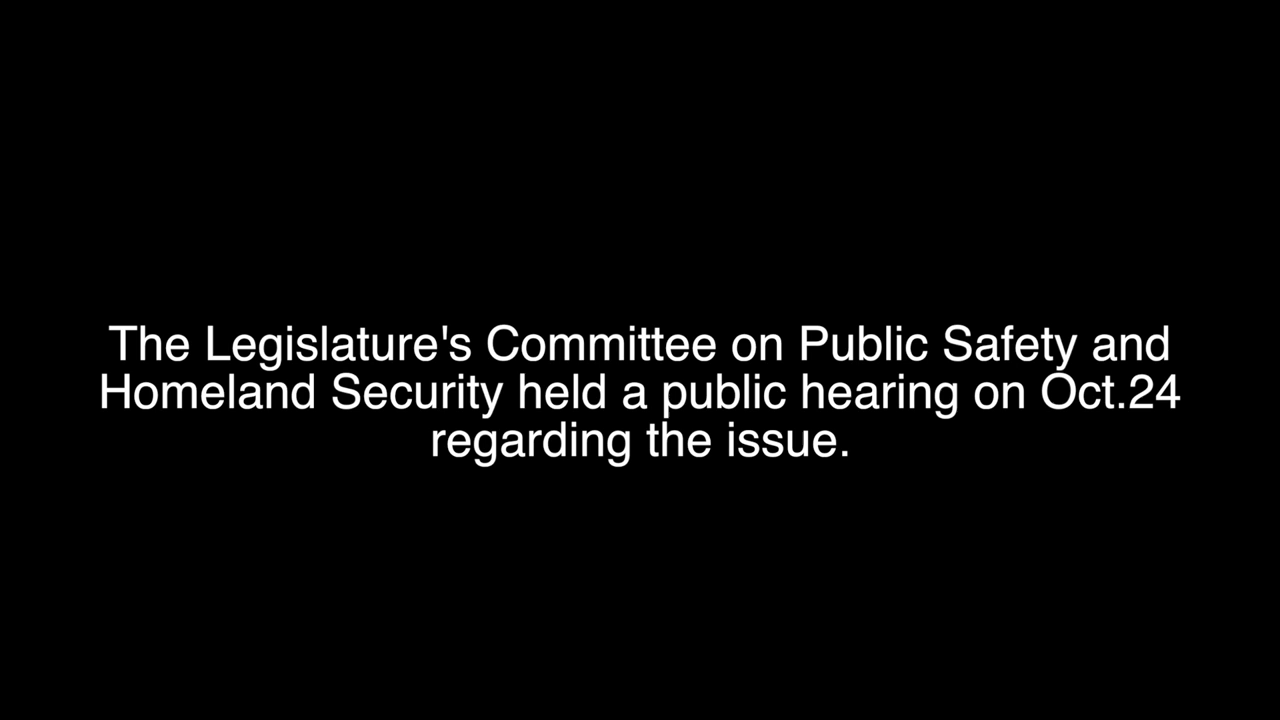 The Legislature's Committee on Public Safety and
Homeland Security held a public hearing on Oct.24
regarding the issue.